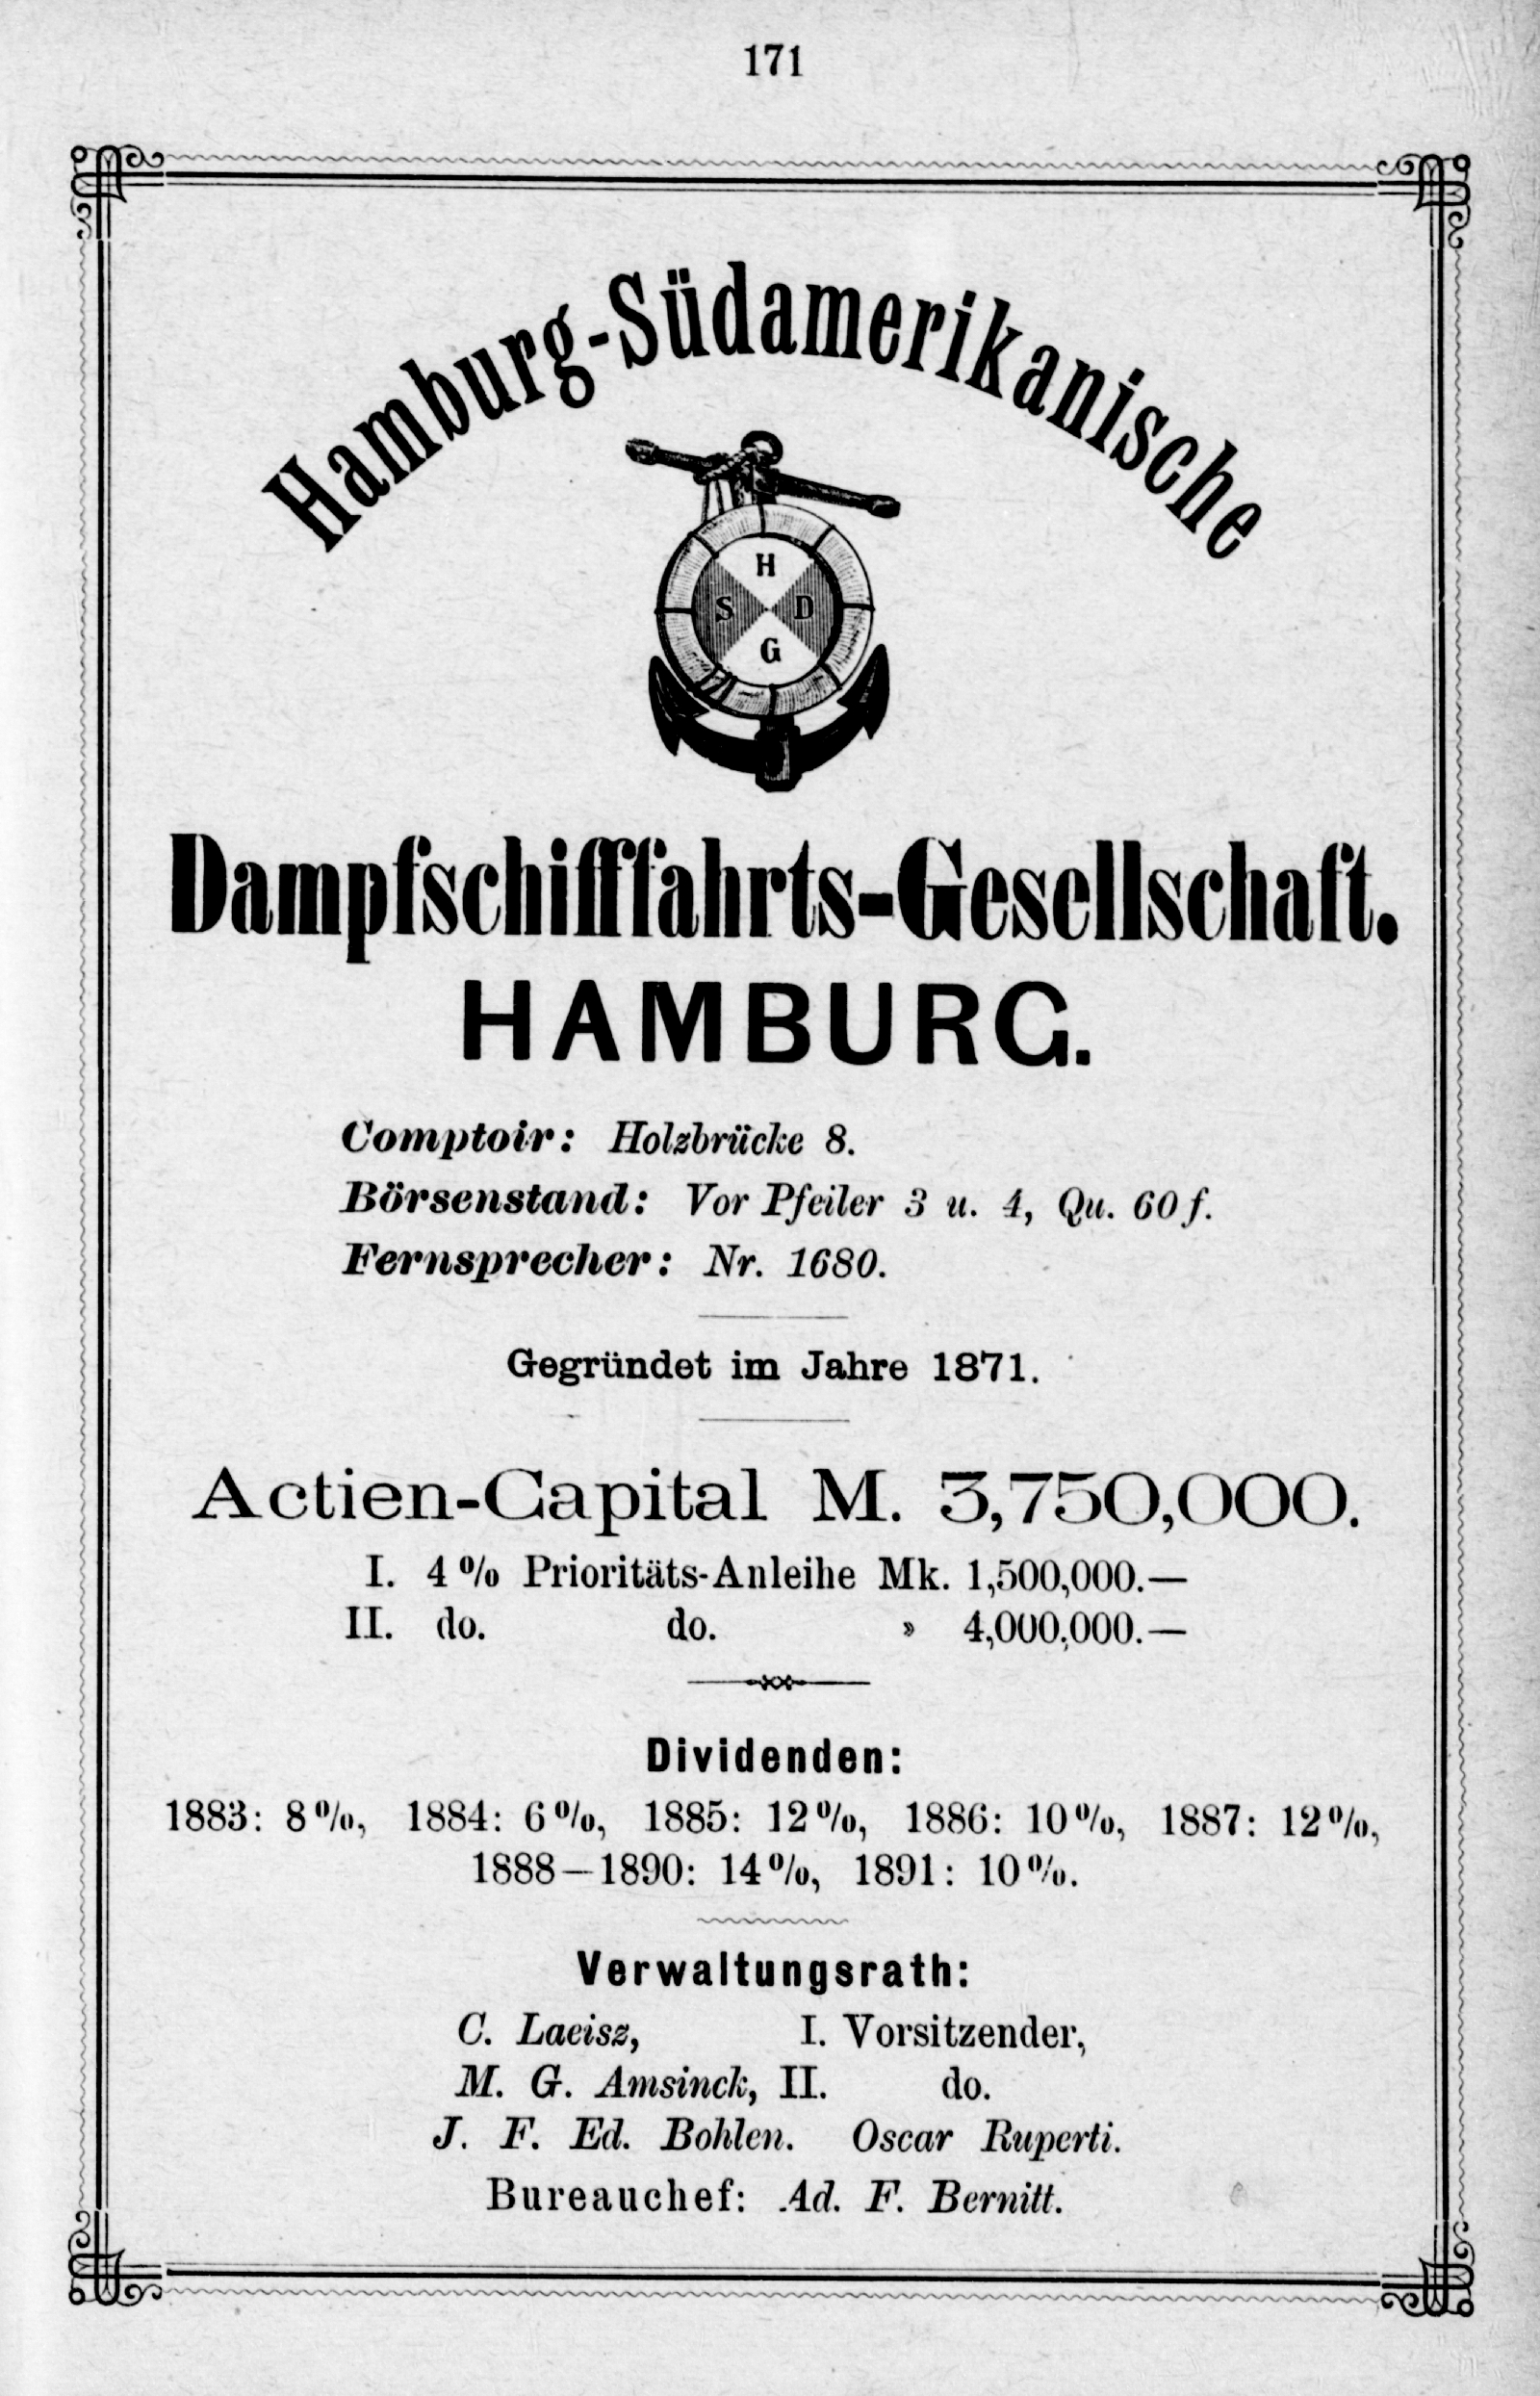 171
Hamburg-Südamerikanische
H
S D
G
Dampfschifffahrts-Gesellschaft.
HAMBURG.
Comptoir: Holzbrücke 8.
Börsenstand: Vor Pfeiler 3 u. 4, Qu. 60 f.
Fernsprecher: Nr. 1680.
Gegründet im Jahre 1871.
Actien-Capital M. 3,750,000.
I. 4 % Prioritäts-Anleihe Mk. 1,500,000.—
II. do. do. » 4,000,000.—
Dividenden:
1883: 8 %, 1884: 6 %, 1885: 12 %, 1886: 10 %, 1887: 12 %,
1888—1890: 14 %, 1891: 10 %.
Verwaltungsrath:
C. Laeisz, I. Vorsitzender,
M. G. Amsinck, II. do.
J. F. Ed. Bohlen. Oscar Ruperti.
Bureauchef: Ad. F. Bernitt.